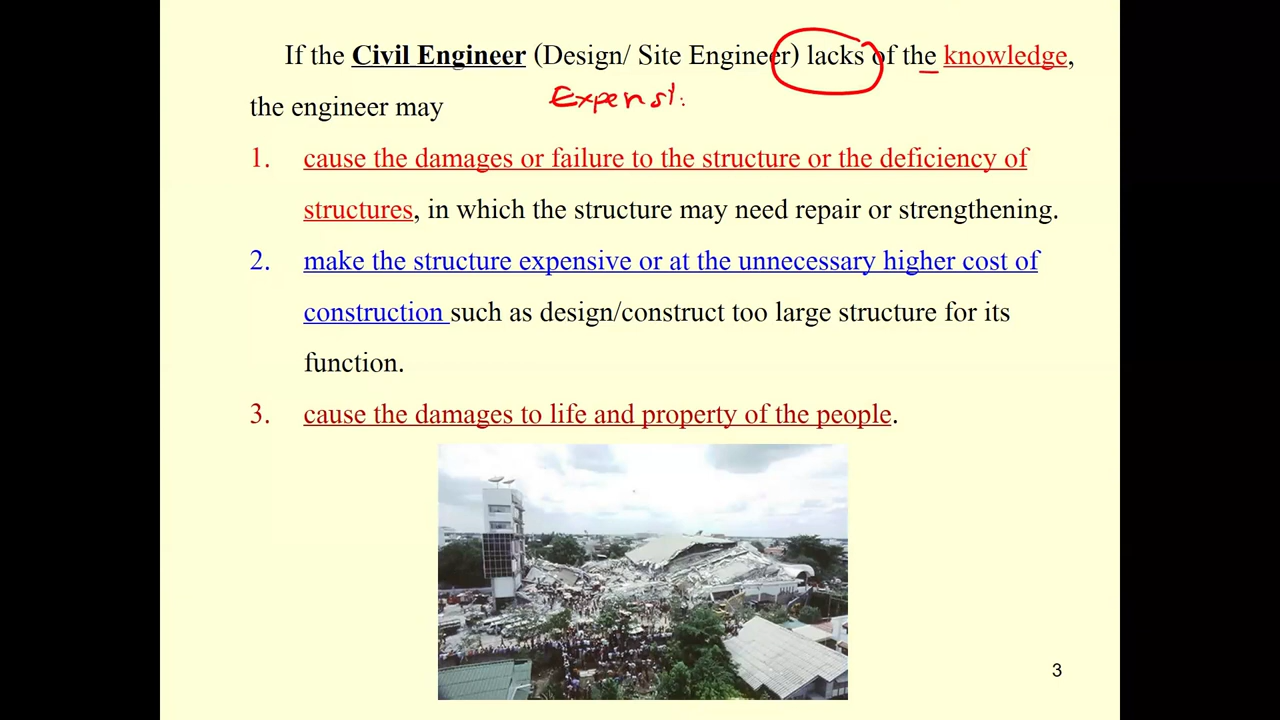 If the Civil Engineer (Design/ Site Engineer) lacks of the knowledge,
the engineer may
Expensi
1. cause the damages or failure to the structure or the deficiency of
structures, in which the structure may need repair or strengthening.
2. make the structure expensive or at the unnecessary higher cost of
construction such as design/construct too large structure for its
function.
3. cause the damages to life and property of the people.
3